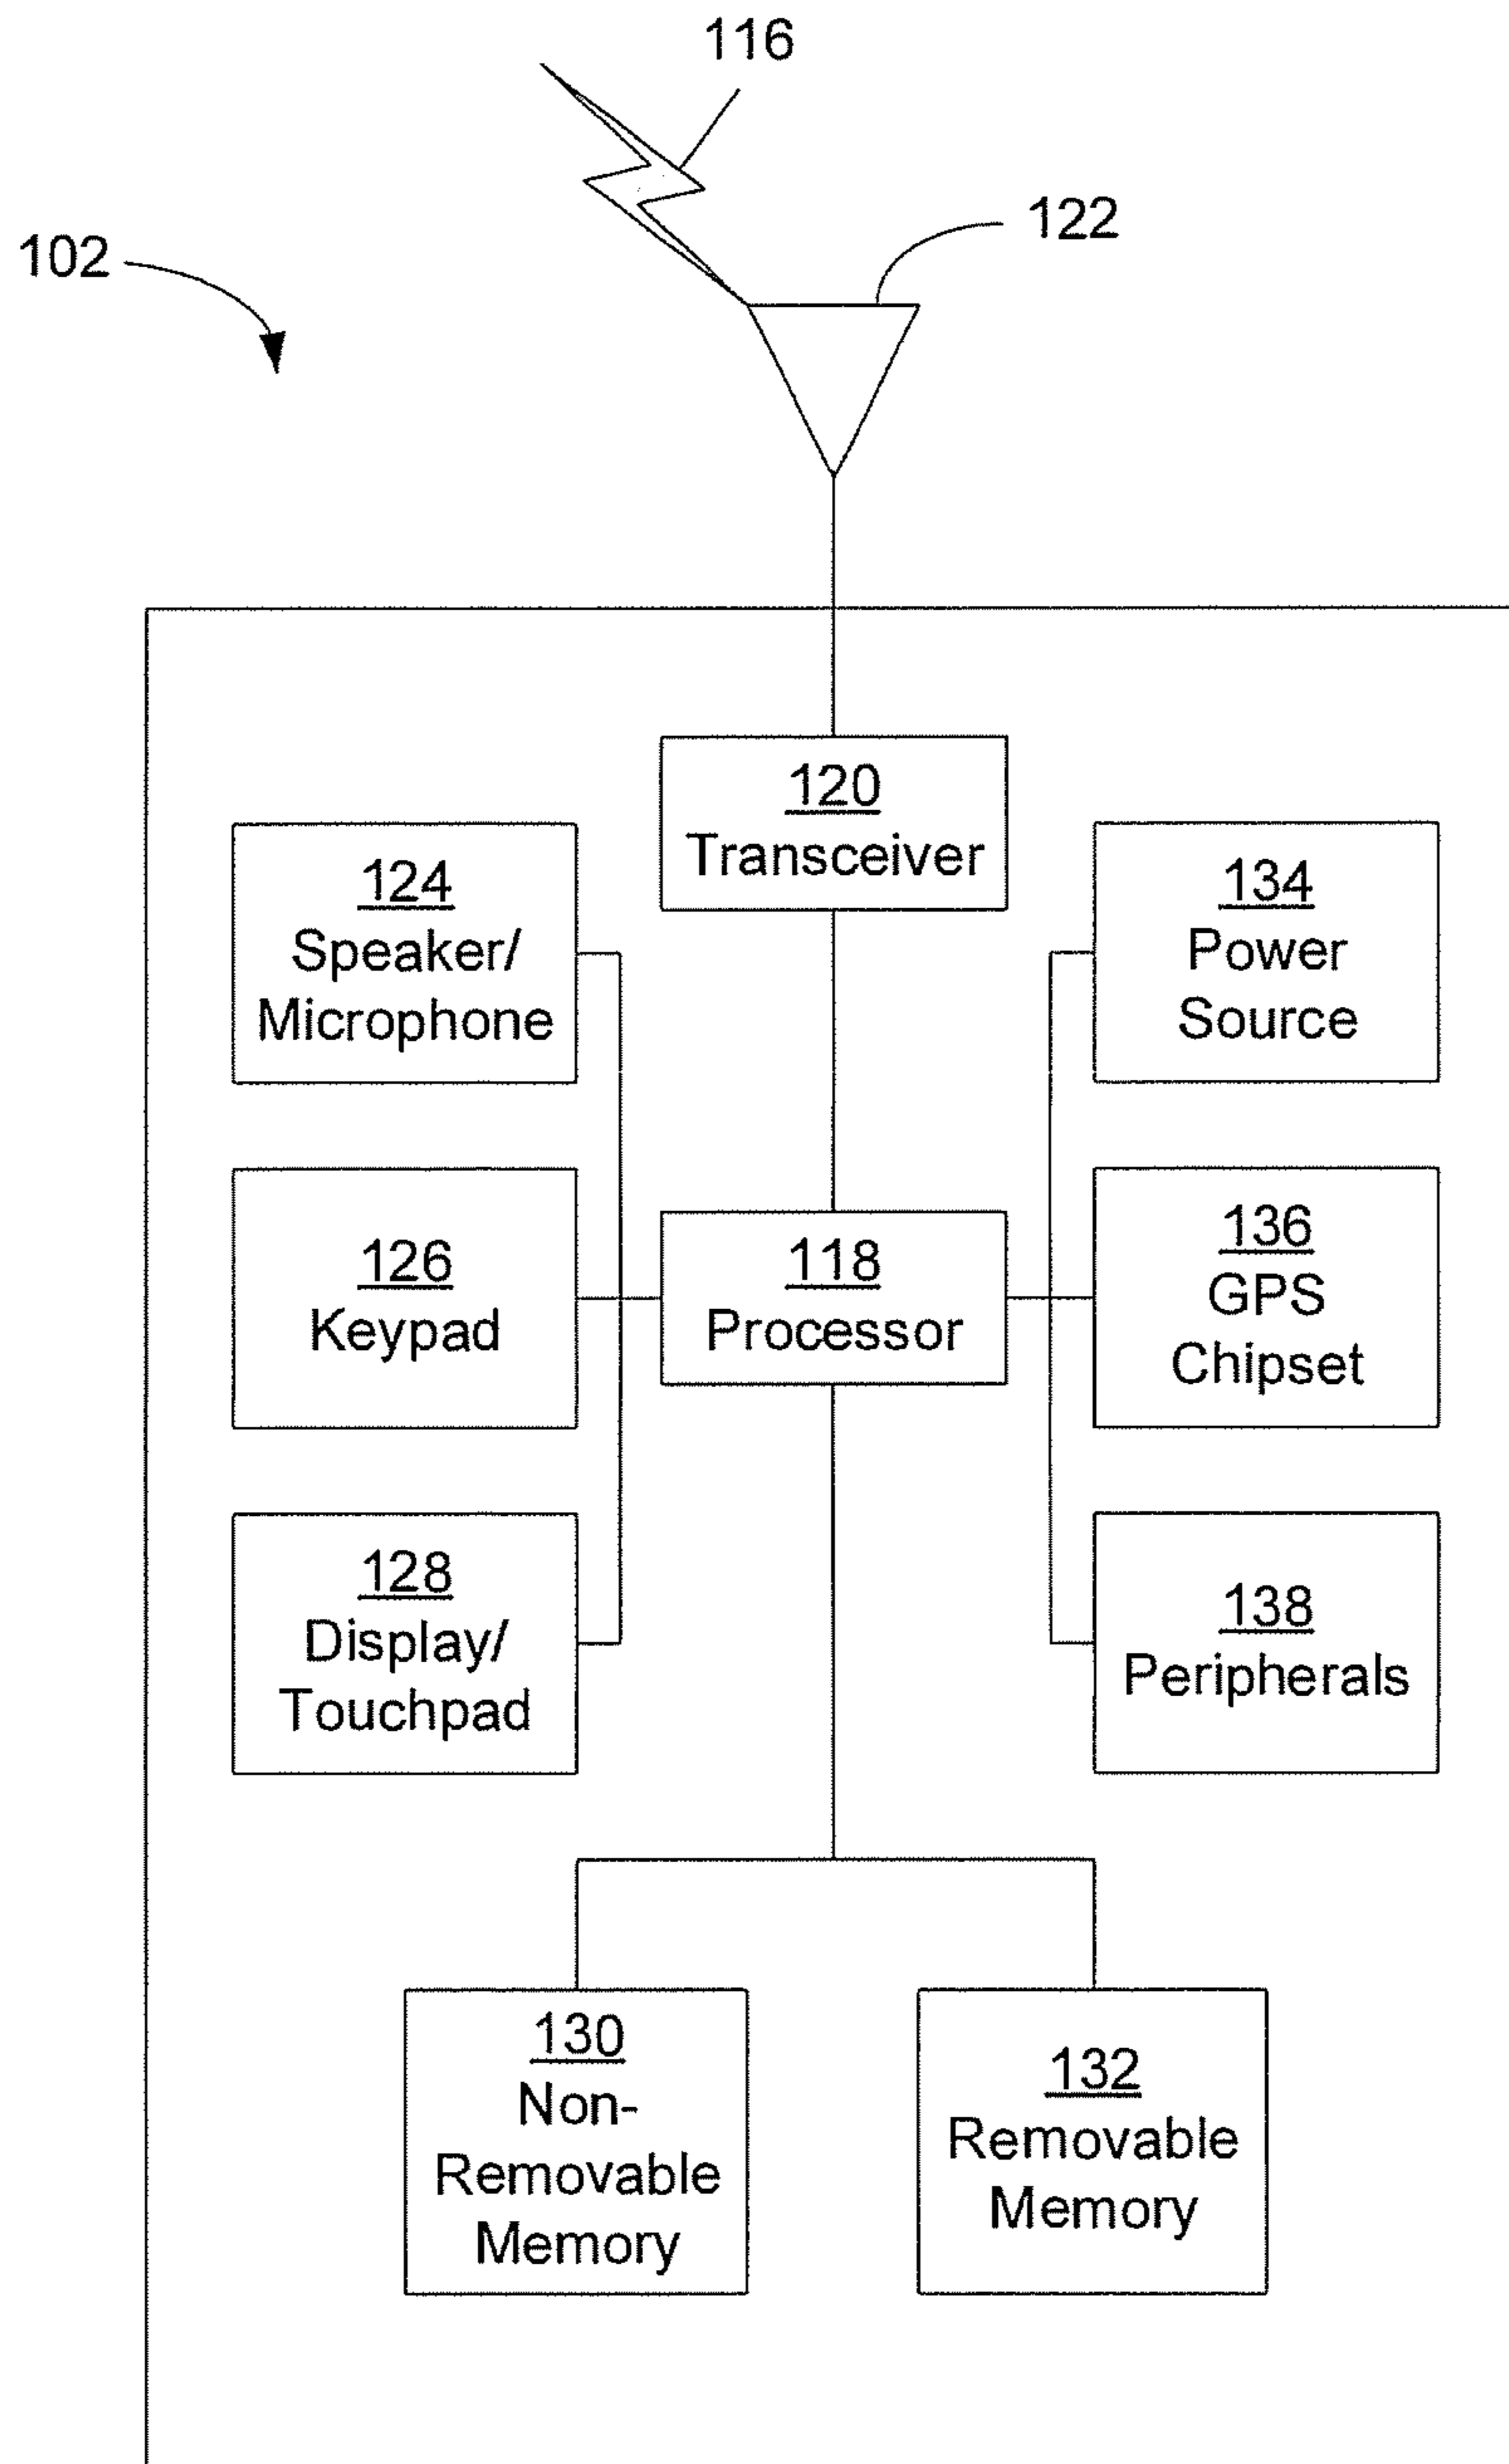 116
122
102
120
Transceiver
124
Speaker/
Microphone
134
Power
Source
126
Keypad
118
Processor
136
GPS
Chipset
128
Display/
Touchpad
138
Peripherals
130
Non-
Removable
Memory
132
Removable
Memory